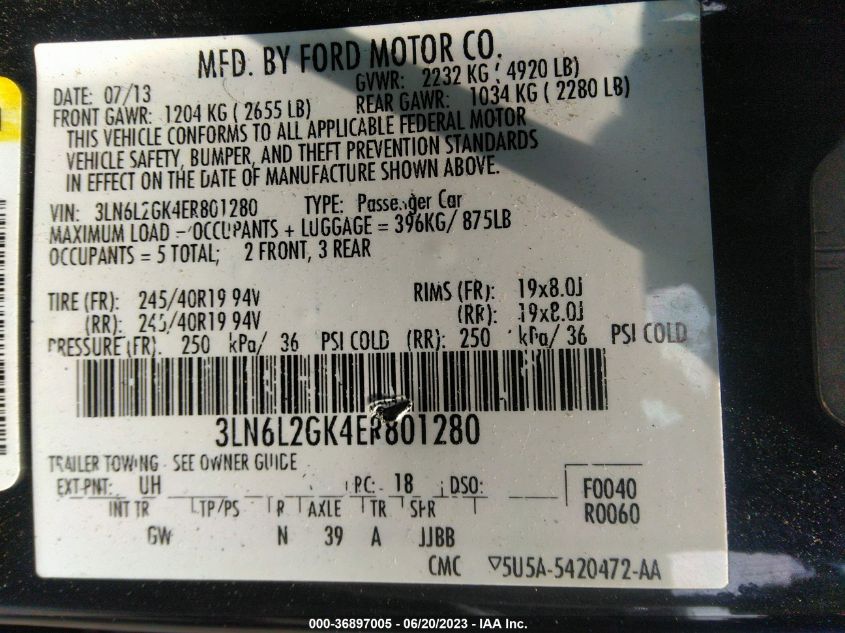 MFD. BY FORD MOTOR CO.
DATE: 07/13 GVWR: 2232 KG ( 4920 LB)
FRONT GAWR: 1204 KG ( 2655 LB) REAR GAWR: 1034 KG ( 2280 LB)
THIS VEHICLE CONFORMS TO ALL APPLICABLE FEDERAL MOTOR
VEHICLE SAFETY, BUMPER, AND THEFT PREVENTION STANDARDS
IN EFFECT ON THE DATE OF MANUFACTURE SHOWN ABOVE.
VIN: 3LN6L2GK4ER801280 TYPE: Passenger Car
MAXIMUM LOAD - OCCUPANTS + LUGGAGE = 396KG/ 875LB
OCCUPANTS = 5 TOTAL; 2 FRONT, 3 REAR
TIRE (FR): 245/40R19 94V RIMS (FR): 19x8.0J
(RR): 245/40R19 94V (RR): 19x8.0J
PRESSURE (FR): 250 kPa/ 36 PSI COLD (RR): 250 kPa/ 36 PSI COLD
3LN6L2GK4ER801280
TRAILER TOWING - SEE OWNER GUIDE
EXT PNT: UH RC: 18 DSO: F0040
INT TR TP/PS R AXLE TR SPR R0060
GW N 39 A JJBB
CMC ▽5U5A-5420472-AA
000-36897005 - 06/20/2023 - IAA Inc.